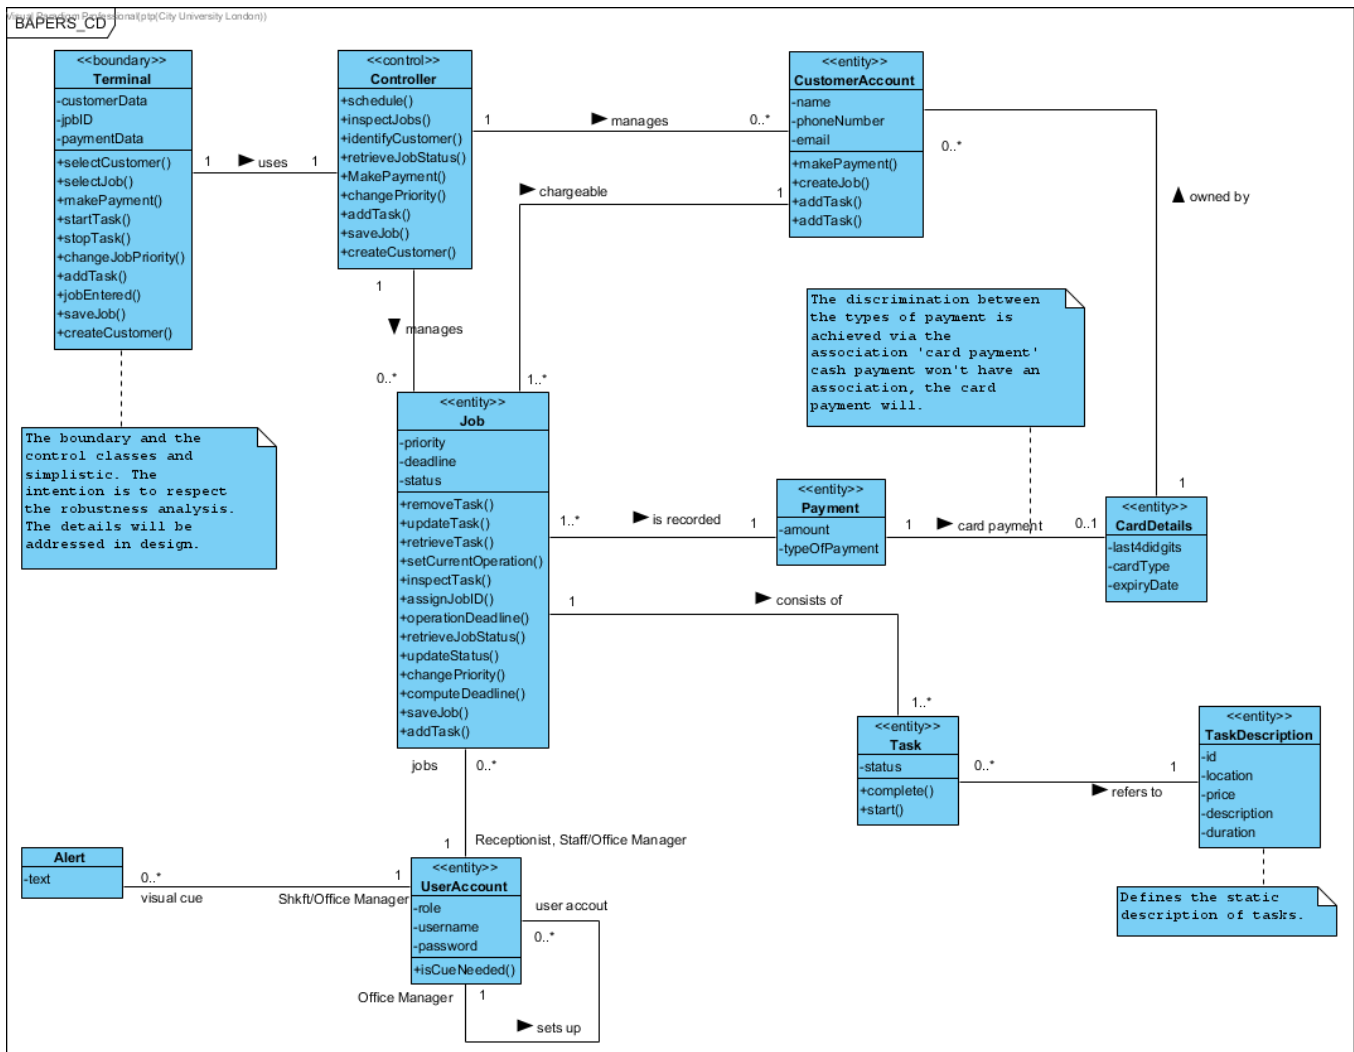 Visual Paradigm Professional(ptp(City University London))
BAPERS_CD
<<boundary>>
Terminal
-customerData
-jpbID
-paymentData
+selectCustomer()
+selectJob()
+makePayment()
+startTask()
+stopTask()
+changeJobPriority()
+addTask()
+jobEntered()
+saveJob()
+createCustomer()
1
uses
1
<<control>>
Controller
+schedule()
+inspectJobs()
+identifyCustomer()
+retrieveJobStatus()
+MakePayment()
+changePriority()
+addTask()
+saveJob()
+createCustomer()
1
manages
0..*
<<entity>>
CustomerAccount
-name
-phoneNumber
-email
+makePayment()
+createJob()
+addTask()
+addTask()
0..*
owned by
1
chargeable
1
1..*
1
manages
0..*
The discrimination between
the types of payment is
achieved via the
association 'card payment'
cash payment won't have an
association, the card
payment will.
The boundary and the
control classes and
simplistic. The
intention is to respect
the robustness analysis.
The details will be
addressed in design.
<<entity>>
Job
-priority
-deadline
-status
+removeTask()
+updateTask()
+retrieveTask()
+setCurrentOperation()
+inspectTask()
+assignJobID()
+operationDeadline()
+retrieveJobStatus()
+updateStatus()
+changePriority()
+computeDeadline()
+saveJob()
+addTask()
1..*
is recorded
1
<<entity>>
Payment
-amount
-typeOfPayment
1
card payment
0..1
<<entity>>
CardDetails
-last4didgits
-cardType
-expiryDate
1
consists of
1..*
<<entity>>
Task
-status
+complete()
+start()
0..*
refers to
1
<<entity>>
TaskDescription
-id
-location
-price
-description
-duration
Defines the static
description of tasks.
jobs
0..*
1
Receptionist, Staff/Office Manager
Alert
-text
0..*
visual cue
1
Shkft/Office Manager
<<entity>>
UserAccount
-role
-username
-password
+isCueNeeded()
user accout
0..*
Office Manager
1
sets up